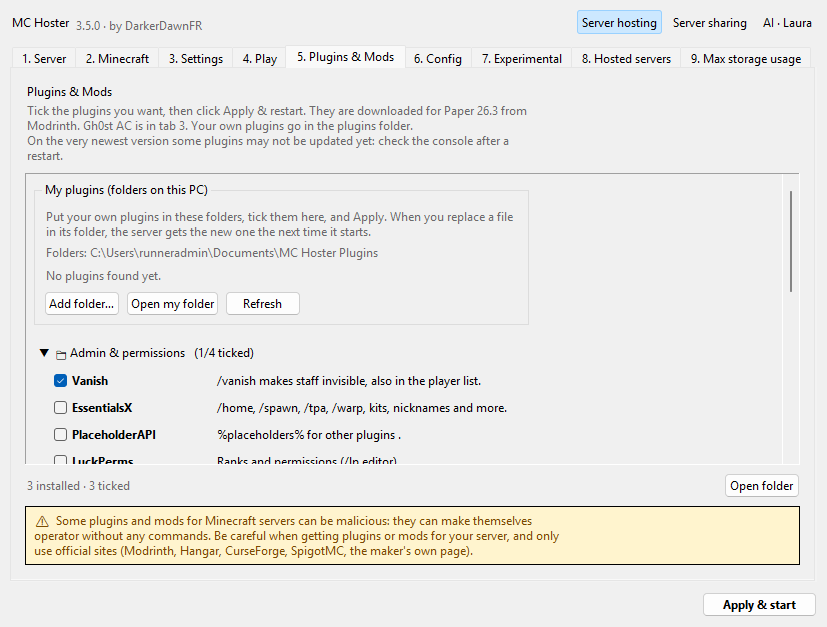 MC Hoster 3.5.0 · by DarkerDawnFR
Server hosting Server sharing AI · Laura
1. Server 2. Minecraft 3. Settings 4. Play 5. Plugins & Mods 6. Config 7. Experimental 8. Hosted servers 9. Max storage usage
Plugins & Mods
Tick the plugins you want, then click Apply & restart. They are downloaded for Paper 26.3 from
Modrinth. Gh0st AC is in tab 3. Your own plugins go in the plugins folder.
On the very newest version some plugins may not be updated yet: check the console after a
restart.
My plugins (folders on this PC)
Put your own plugins in these folders, tick them here, and Apply. When you replace a file
in its folder, the server gets the new one the next time it starts.
Folders: C:\Users\runneradmin\Documents\MC Hoster Plugins
No plugins found yet.
Add folder... Open my folder Refresh
Admin & permissions (1/4 ticked)
Vanish /vanish makes staff invisible, also in the player list.
EssentialsX /home, /spawn, /tpa, /warp, kits, nicknames and more.
PlaceholderAPI %placeholders% for other plugins .
LuckPerms Ranks and permissions (/lp editor)
3 installed · 3 ticked Open folder
⚠ Some plugins and mods for Minecraft servers can be malicious: they can make themselves
operator without any commands. Be careful when getting plugins or mods for your server, and only
use official sites (Modrinth, Hangar, CurseForge, SpigotMC, the maker's own page).
Apply & start